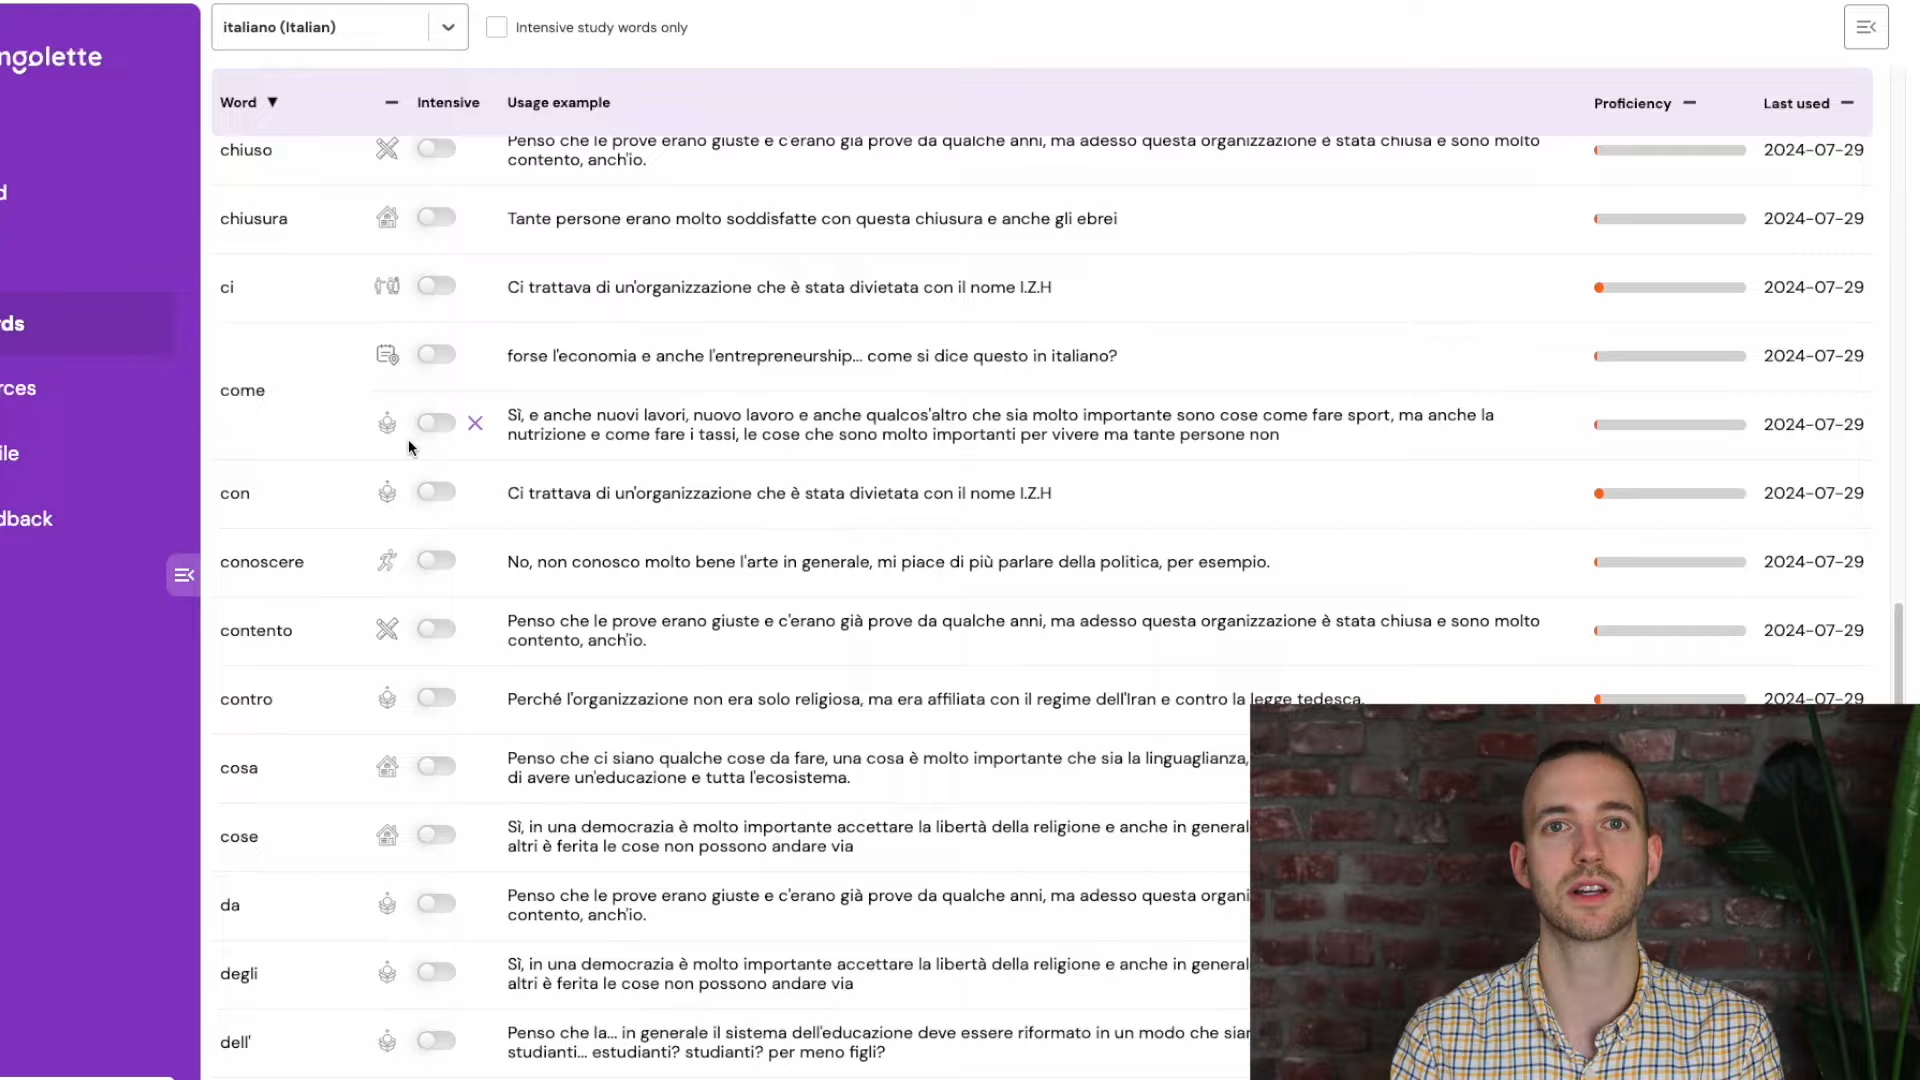 italiano (Italian)
Intensive study words only
ngolette
Word ▼ — Intensive Usage example Proficiency — Last used —
chiuso Penso che le prove erano giuste e c'erano già prove da qualche anni, ma adesso questa organizzazione è stata chiusa e sono molto 2024-07-29
contento, anch'io.
chiusura Tante persone erano molto soddisfatte con questa chiusura e anche gli ebrei 2024-07-29
ci Ci trattava di un'organizzazione che è stata divietata con il nome I.Z.H 2024-07-29
come forse l'economia e anche l'entrepreneurship... come si dice questo in italiano? 2024-07-29
Sì, e anche nuovi lavori, nuovo lavoro e anche qualcos'altro che sia molto importante sono cose come fare sport, ma anche la 2024-07-29
nutrizione e come fare i tassi, le cose che sono molto importanti per vivere ma tante persone non
con Ci trattava di un'organizzazione che è stata divietata con il nome I.Z.H 2024-07-29
conoscere No, non conosco molto bene l'arte in generale, mi piace di più parlare della politica, per esempio. 2024-07-29
contento Penso che le prove erano giuste e c'erano già prove da qualche anni, ma adesso questa organizzazione è stata chiusa e sono molto 2024-07-29
contento, anch'io.
contro Perché l'organizzazione non era solo religiosa, ma era affiliata con il regime dell'Iran e contro la legge tedesca. 2024-07-29
cosa Penso che ci siano qualche cose da fare, una cosa è molto importante che sia la linguaglianza,
di avere un'educazione e tutta l'ecosistema.
cose Sì, in una democrazia è molto importante accettare la libertà della religione e anche in general
altri è ferita le cose non possono andare via
da Penso che le prove erano giuste e c'erano già prove da qualche anni, ma adesso questa organi
contento, anch'io.
degli Sì, in una democrazia è molto importante accettare la libertà della religione e anche in general
altri è ferita le cose non possono andare via
dell' Penso che la... in generale il sistema dell'educazione deve essere riformato in un modo che sian
studianti... estudianti? studianti? per meno figli?
d
rds
rces
ile
dback